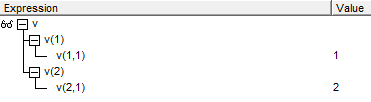 Expression Value
v
v(1)
v(1,1) 1
v(2)
v(2,1) 2